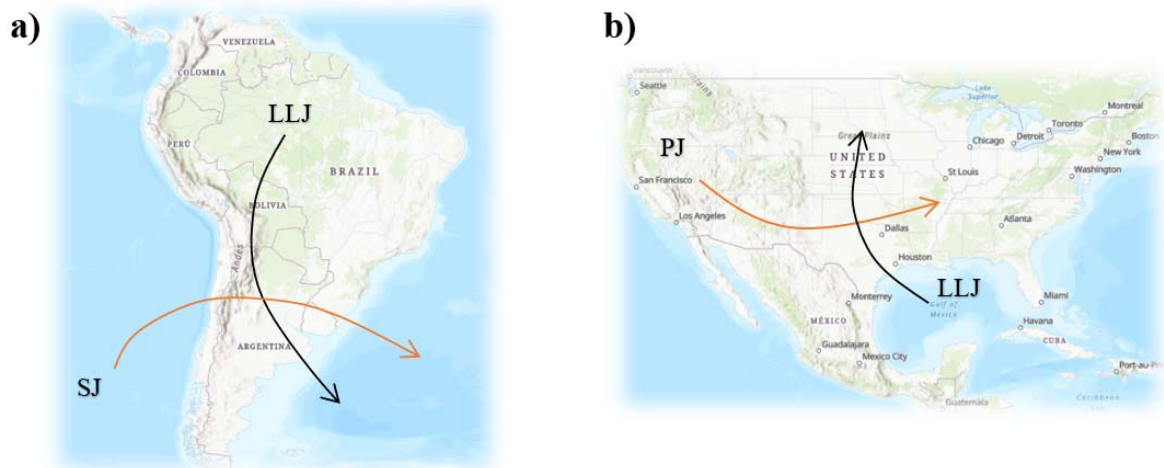 a)
VENEZUELA
COLOMBIA
LLJ
PERÚ
BRAZIL
BOLIVIA
Andes
ARGENTINA
SJ
b)
Vancouver
Seattle
Mountains
Lake
Superior
Montreal
Toronto
Great Plains
Chicago
Detroit
Boston
PJ
UNITED
STATES
New York
San Francisco
St Louis
Washington
Los Angeles
Atlanta
Dallas
Houston
LLJ
Gulf of
Mexico
Monterrey
Miami
MÉXICO
Havana
CUBA
Guadalajara
Mexico City
Port-au-Pr
Caribbean
Guatemala